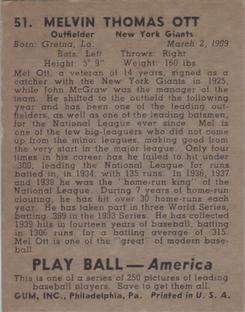 51. MELVIN THOMAS OTT
Outfielder New York Giants
Born: Gretna, La. March 2, 1909
Bats: Left Throws: Right
Height: 5' 9" Weight: 160 lbs.
Mel Ott, a veteran of 14 years, signed as a
catcher with the New York Giants in 1925,
while John McGraw was the manager of the
team. He shifted to the outfield the following
year and has been one of the leading out-
fielders, as well as one of the leading batsmen,
for the National League ever since. Mel is
one of the few big-leaguers who did not come
up from the minor leagues, making good from
the very start in the major league. Only four
times in his career has he failed to hit under
.300, leading the National League for runs
batted in, in 1934, with 135 runs. In 1936, 1937
and 1938 he was the "home-run king" of the
National League. During 7 years of home-run
clouting, he has hit over 30 home-runs each
year. He has taken part in three World Series,
batting .389 in the 1933 Series. He has collected
1939 hits in fourteen years of baseball, batting
in 1306 runs, for a batting average of .315.
Mel Ott is one of the "great" of modern base-
ball.
PLAY BALL — America
This is one of a series of 250 pictures of leading
baseball players. Save to get them all.
GUM, INC., Philadelphia, Pa. Printed in U. S. A.